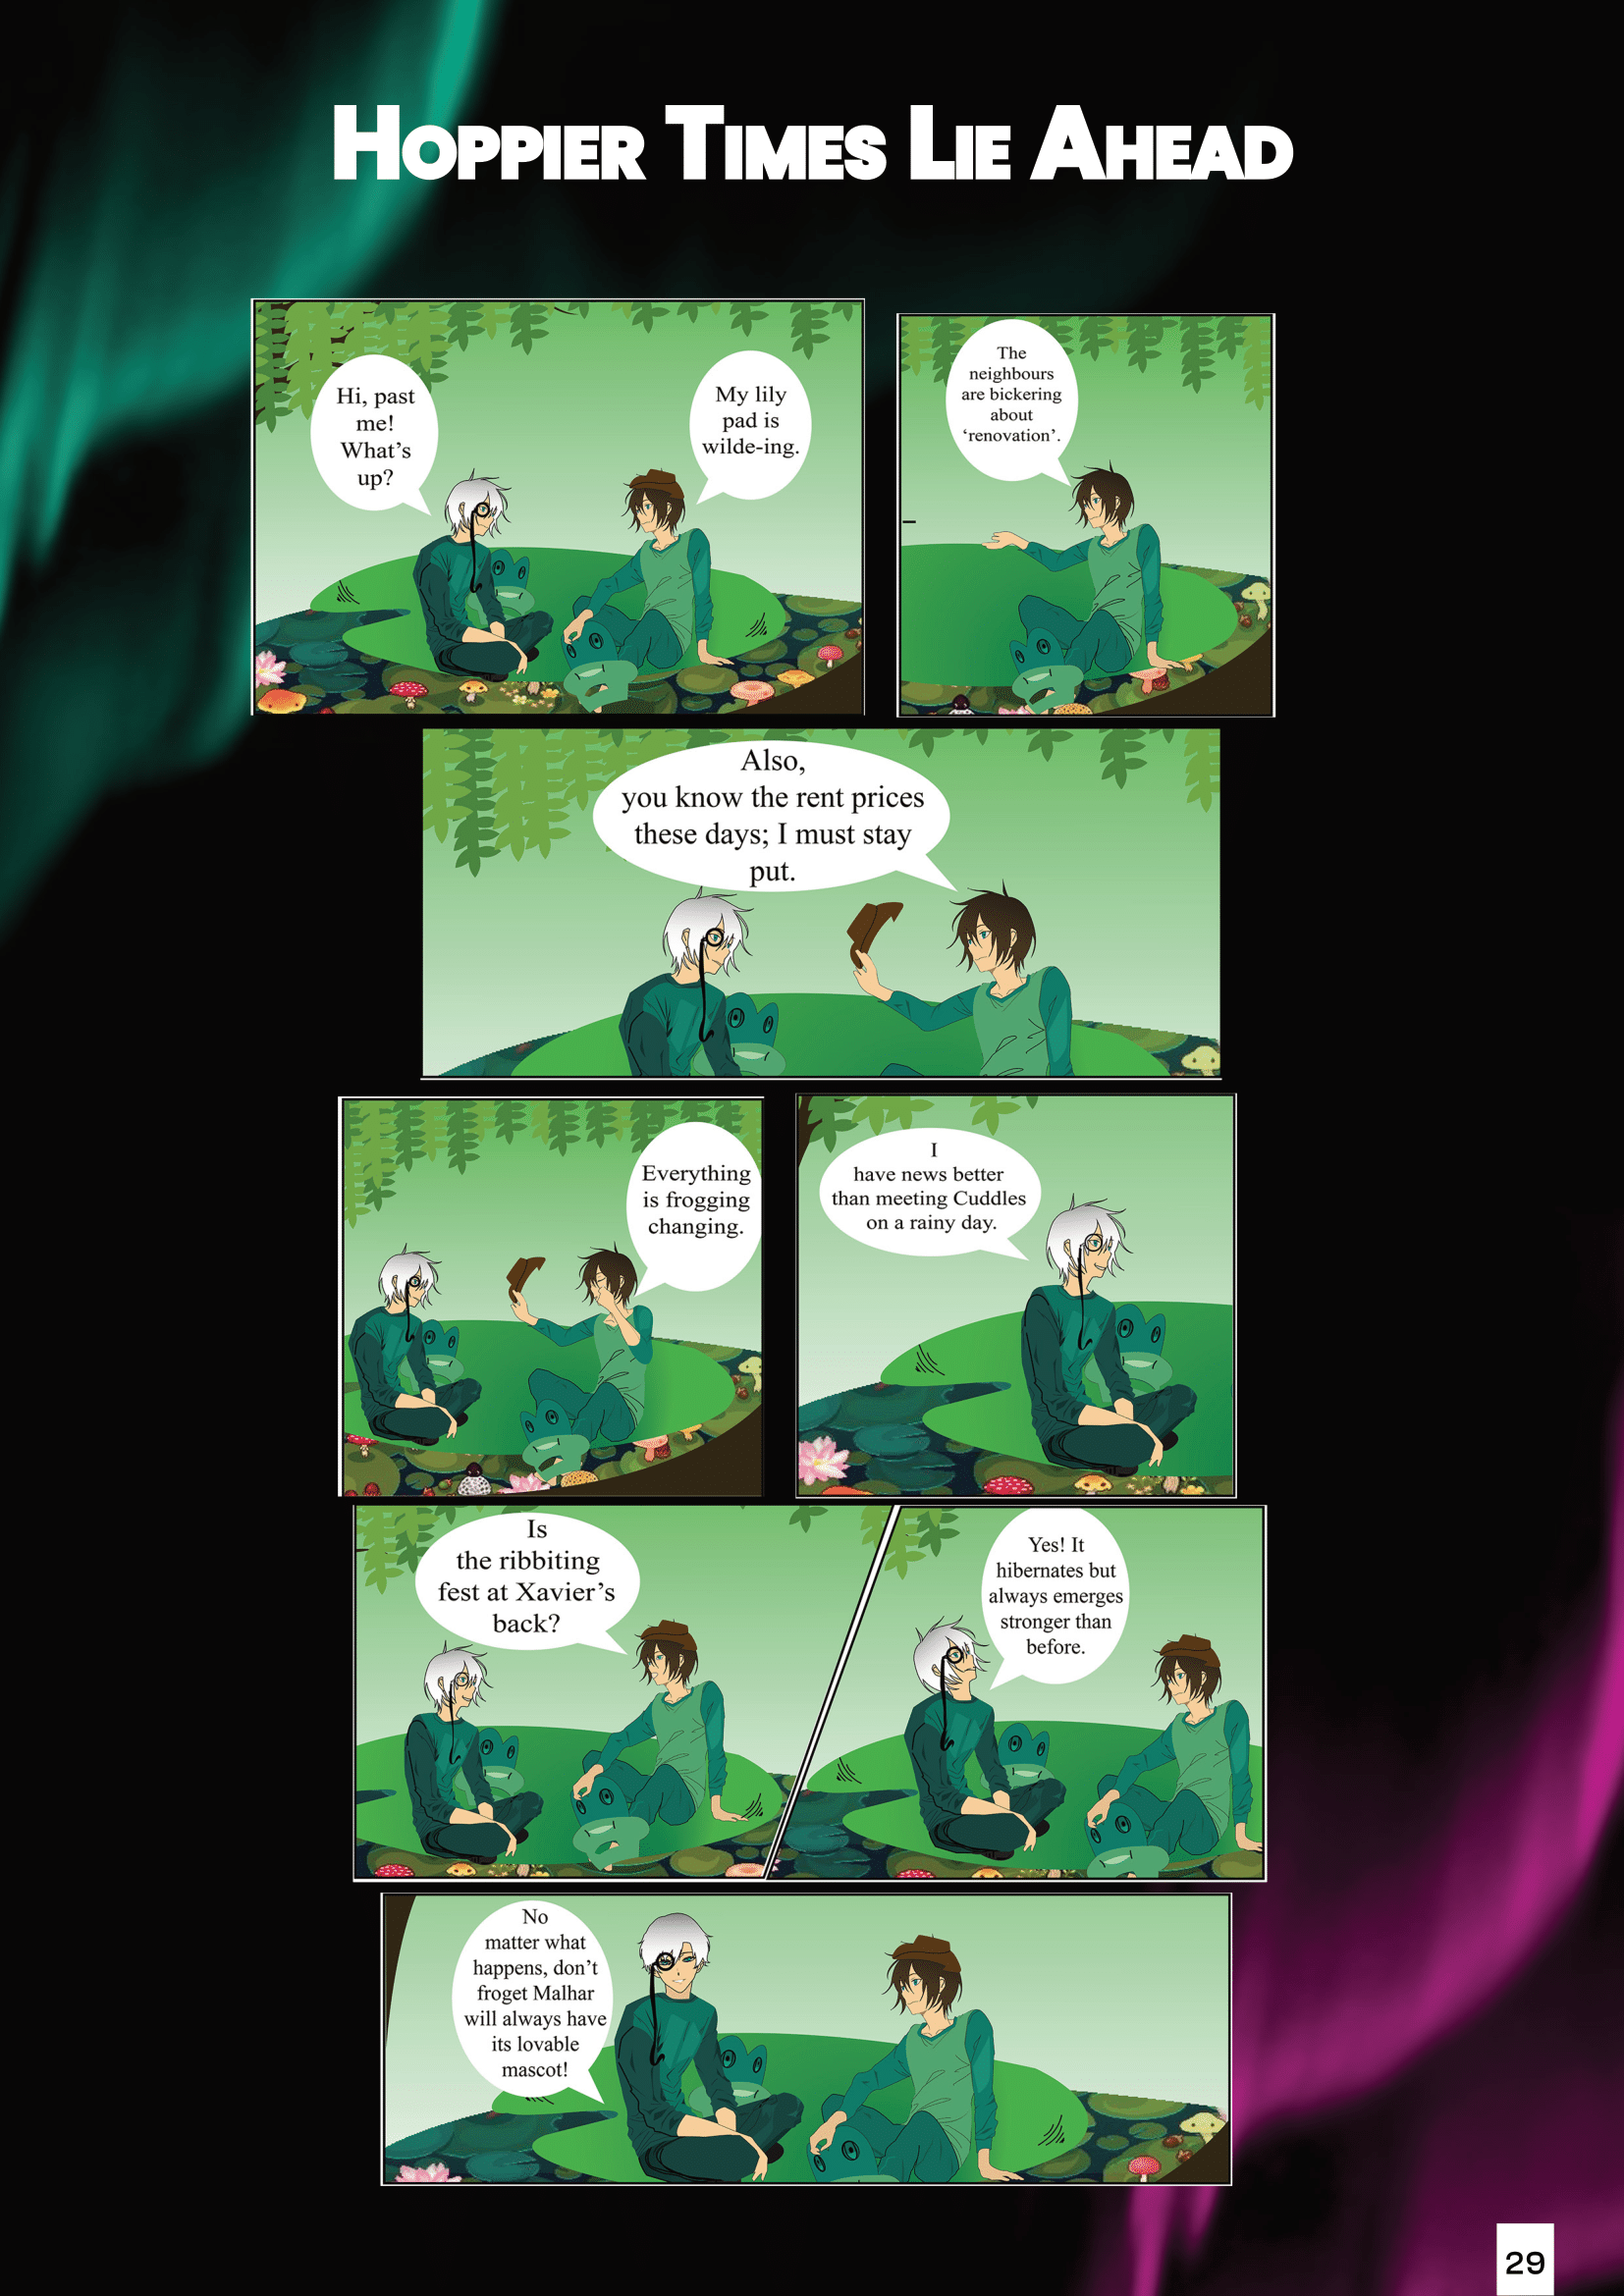 HOPPIER TIMES LIE AHEAD
Hi, past
me!
What's
up?
My lily
pad is
wilde-ing.
The
neighbours
are bickering
about
‘renovation’.
Also,
you know the rent prices
these days; I must stay
put.
Everything
is frogging
changing.
I
have news better
than meeting Cuddles
on a rainy day.
Is
the ribbiting
fest at Xavier’s
back?
Yes! It
hibernates but
always emerges
stronger than
before.
No
matter what
happens, don’t
froget Malhar
will always have
its lovable
mascot!
29